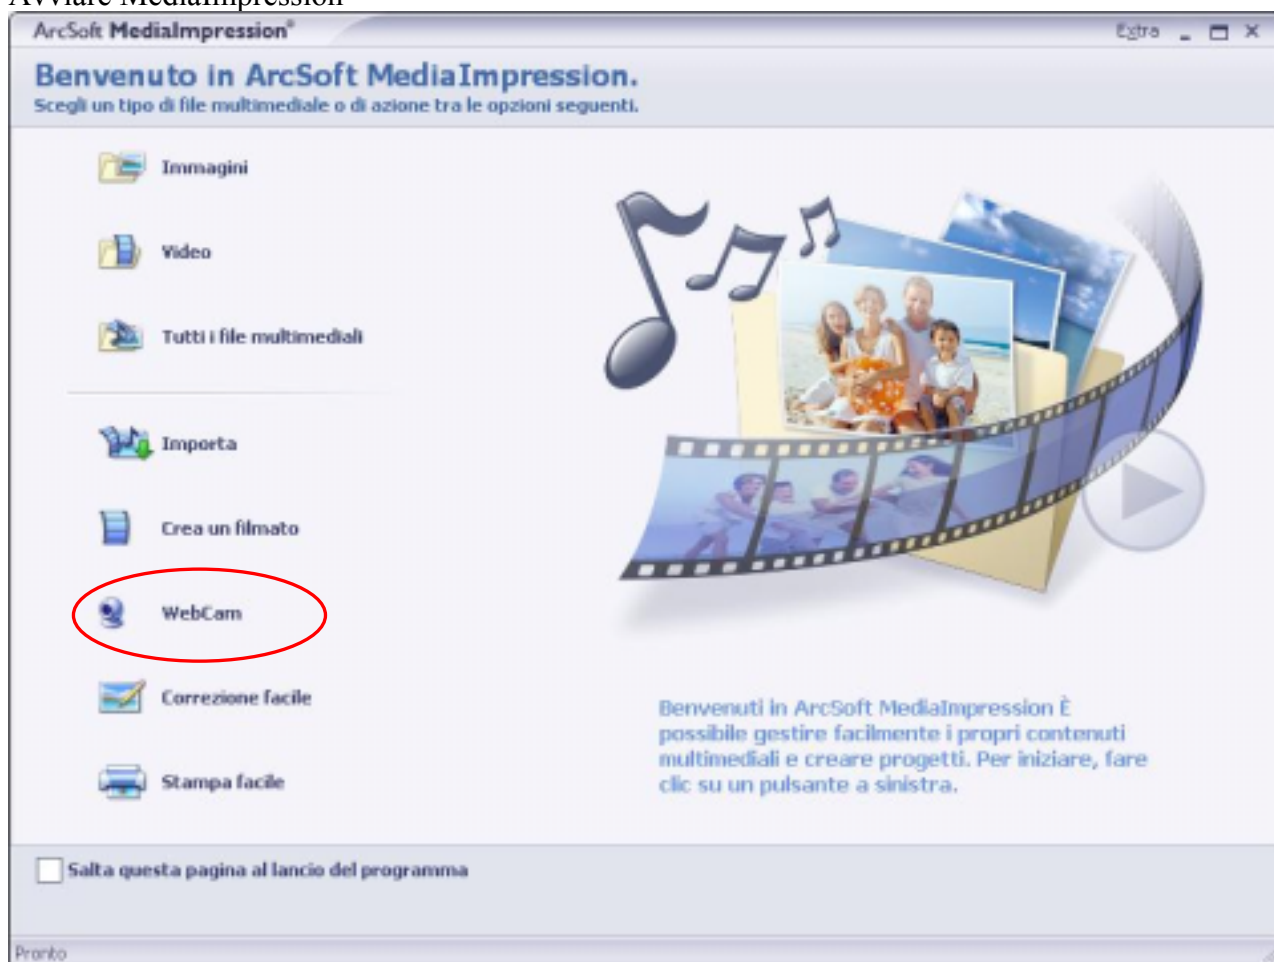 Avviare MediaImpression
ArcSoft MediaImpression®
Extra
Benvenuto in ArcSoft MediaImpression.
Scegli un tipo di file multimediale o di azione tra le opzioni seguenti.
Immagini
Video
Tutti i file multimediali
Importa
Crea un filmato
WebCam
Correzione facile
Stampa facile
Benvenuti in ArcSoft MediaImpression È
possibile gestire facilmente i propri contenuti
multimediali e creare progetti. Per iniziare, fare
clic su un pulsante a sinistra.
Salta questa pagina al lancio del programma
Pronto